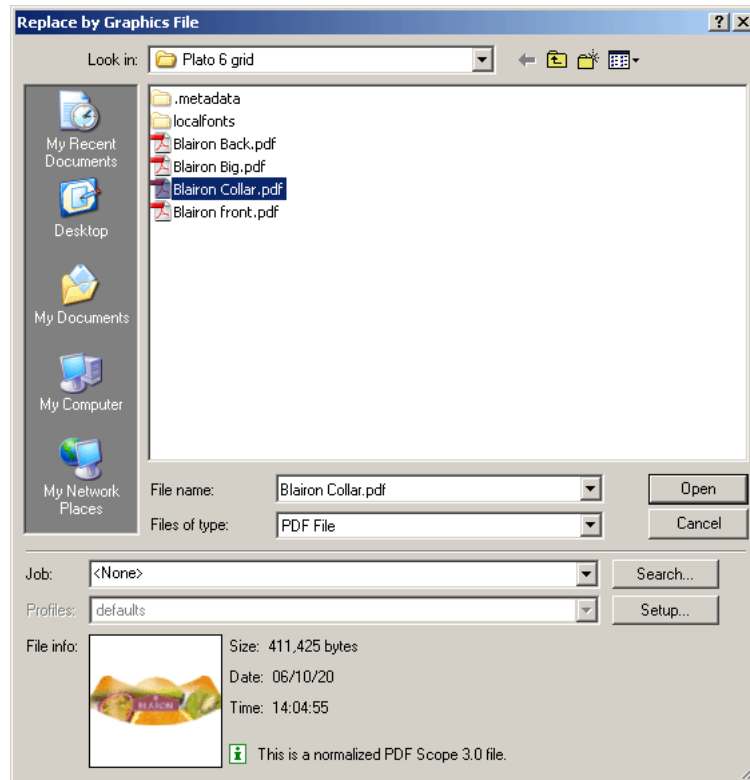 Replace by Graphics File
Look in: Plato 6 grid
.metadata
localfonts
Blairon Back.pdf
Blairon Big.pdf
Blairon Collar.pdf
Blairon front.pdf
My Recent
Documents
Desktop
My Documents
My Computer
My Network
Places
File name: Blairon Collar.pdf Open
Files of type: PDF File Cancel
Job: <None> Search...
Profiles: defaults Setup...
File info: Size: 411,425 bytes
Date: 06/10/20
Time: 14:04:55
BLAIRON
This is a normalized PDF Scope 3.0 file.